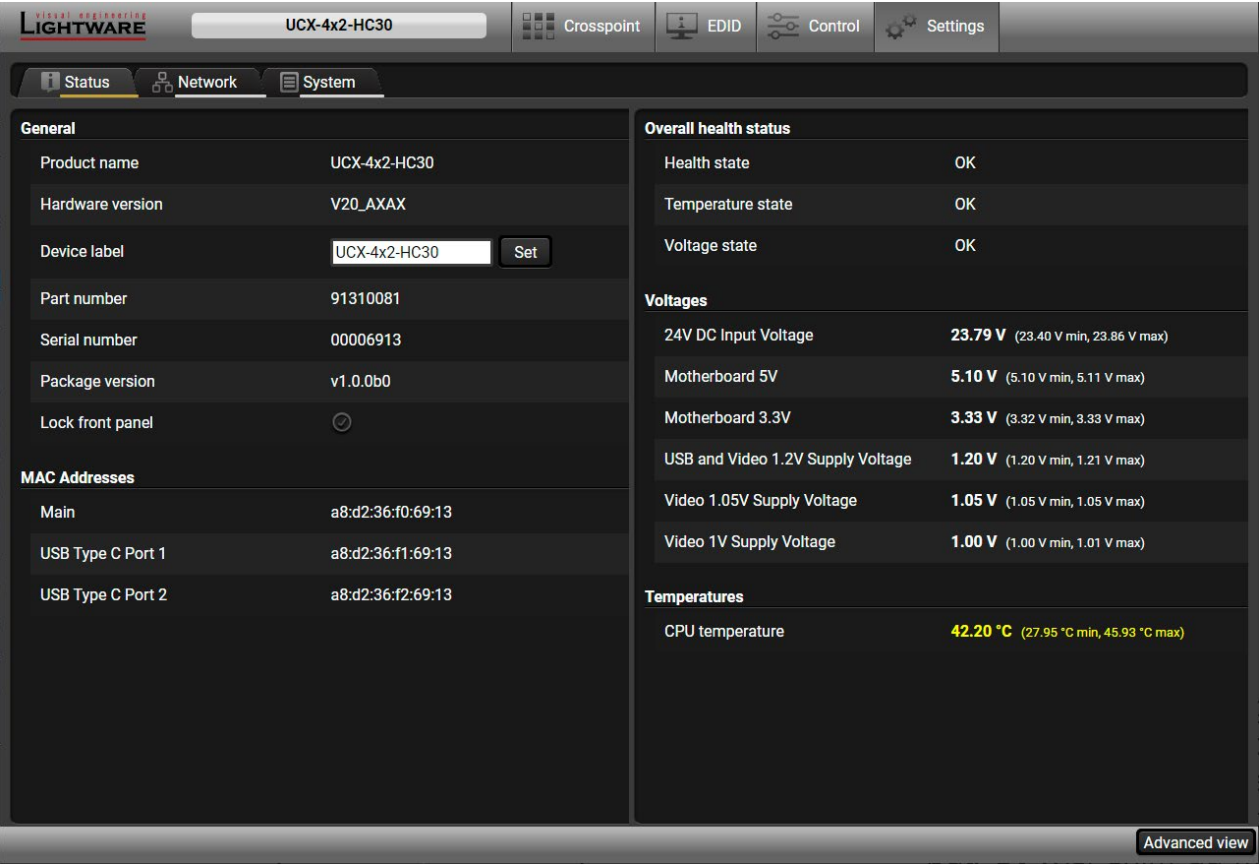 visual engineering
LIGHTWARE
UCX-4x2-HC30
Crosspoint
EDID
Control
Settings
Status
Network
System
General
Product name UCX-4x2-HC30
Hardware version V20_AXAX
Device label UCX-4x2-HC30 Set
Part number 91310081
Serial number 00006913
Package version v1.0.0b0
Lock front panel
MAC Addresses
Main a8:d2:36:f0:69:13
USB Type C Port 1 a8:d2:36:f1:69:13
USB Type C Port 2 a8:d2:36:f2:69:13
Overall health status
Health state OK
Temperature state OK
Voltage state OK
Voltages
24V DC Input Voltage 23.79 V (23.40 V min, 23.86 V max)
Motherboard 5V 5.10 V (5.10 V min, 5.11 V max)
Motherboard 3.3V 3.33 V (3.32 V min, 3.33 V max)
USB and Video 1.2V Supply Voltage 1.20 V (1.20 V min, 1.21 V max)
Video 1.05V Supply Voltage 1.05 V (1.05 V min, 1.05 V max)
Video 1V Supply Voltage 1.00 V (1.00 V min, 1.01 V max)
Temperatures
CPU temperature 42.20 °C (27.95 °C min, 45.93 °C max)
Advanced view